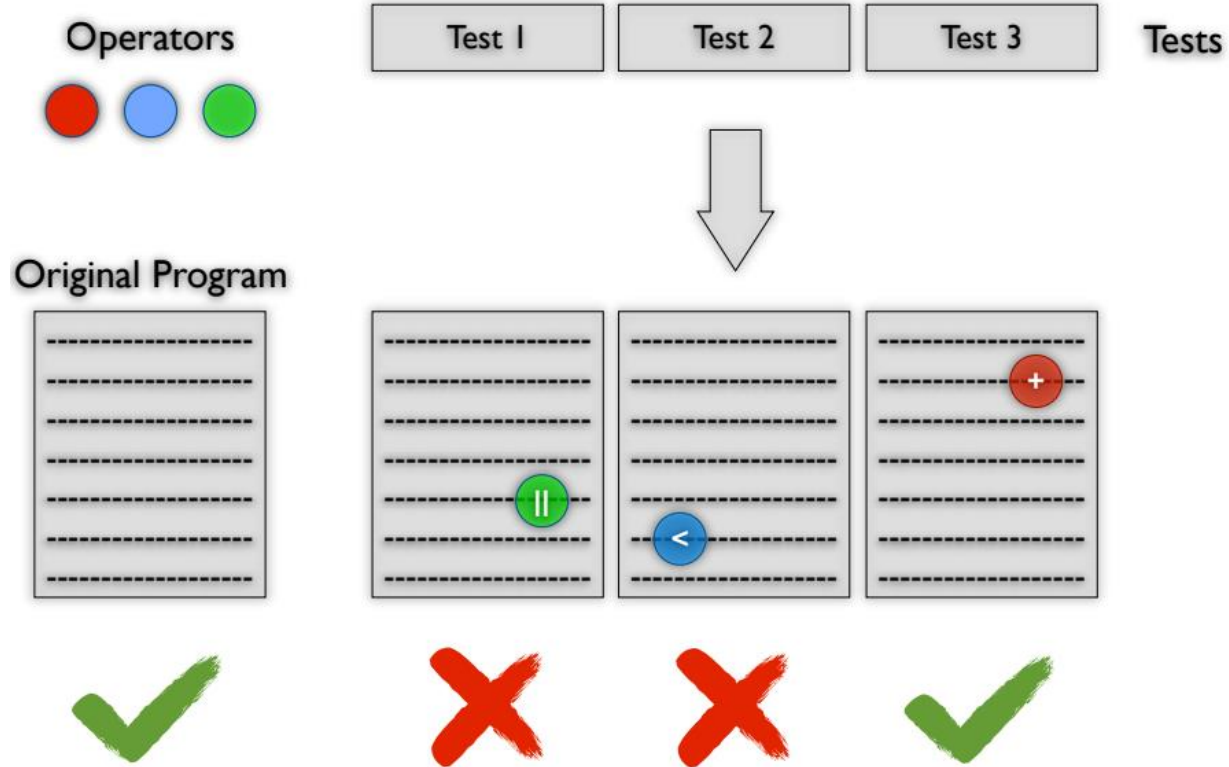 Operators
Test 1
Test 2
Test 3
Tests
Original Program
||
<
+